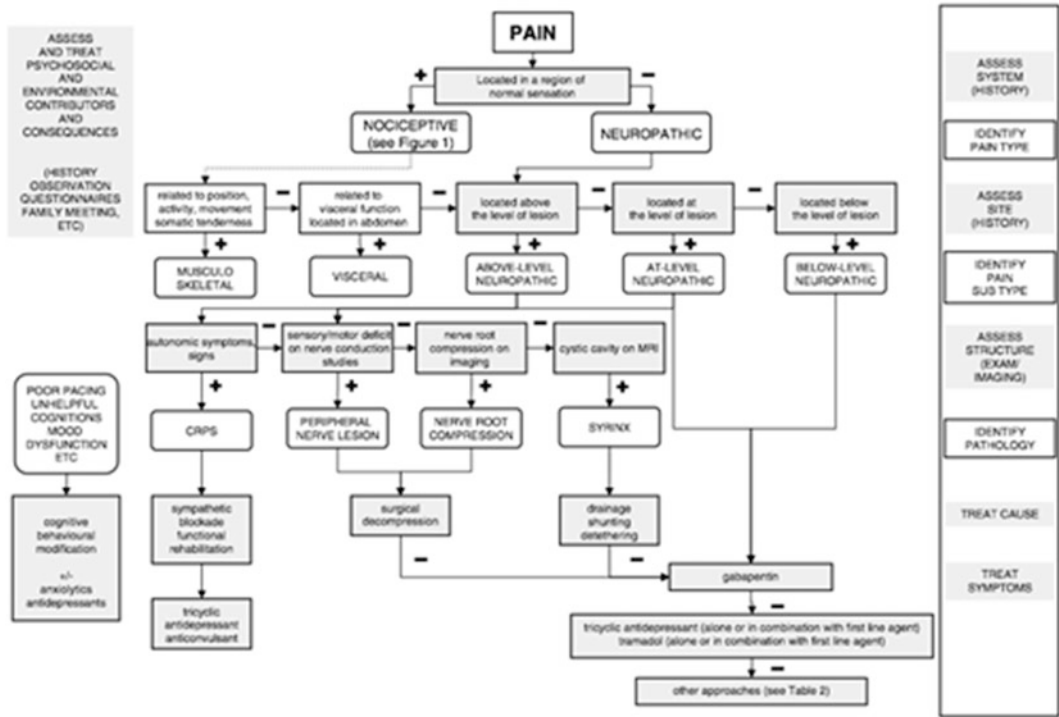 ASSESS
AND TREAT
PSYCHOSOCIAL
AND
ENVIRONMENTAL
CONTRIBUTORS
AND
CONSEQUENCES
(HISTORY
OBSERVATION
QUESTIONNAIRES
FAMILY MEETING,
ETC)
PAIN
+
Located in a region of
normal sensation
−
NOCICEPTIVE
(see Figure 1)
NEUROPATHIC
related to position,
activity, movement
somatic tenderness
−
related to
visceral function
located in abdomen
−
located above
the level of lesion
−
located at
the level of lesion
−
located below
the level of lesion
+
+
+
+
+
MUSCULO
SKELETAL
VISCERAL
ABOVE-LEVEL
NEUROPATHIC
AT-LEVEL
NEUROPATHIC
BELOW-LEVEL
NEUROPATHIC
autonomic symptoms,
signs
−
sensory/motor deficit
on nerve conduction
studies
−
nerve root
compression on
imaging
−
cystic cavity on MRI
+
+
+
+
POOR PACING
UNHELPFUL
COGNITIONS
MOOD
DYSFUNCTION
ETC
CRPS
PERIPHERAL
NERVE LESION
NERVE ROOT
COMPRESSION
SYRINX
cognitive
behavioural
modification
+/-
anxiolytics
antidepressants
sympathetic
blockade
functional
rehabilitation
surgical
decompression
drainage
shunting
detethering
−
−
gabapentin
−
tricyclic
antidepressant
anticonvulsant
tricyclic antidepressant (alone or in combination with first line agent)
tramadol (alone or in combination with first line agent)
−
other approaches (see Table 2)
ASSESS
SYSTEM
(HISTORY)
IDENTIFY
PAIN TYPE
ASSESS
SITE
(HISTORY)
IDENTIFY
PAIN
SUB TYPE
ASSESS
STRUCTURE
(EXAM/
IMAGING)
IDENTIFY
PATHOLOGY
TREAT CAUSE
TREAT
SYMPTOMS